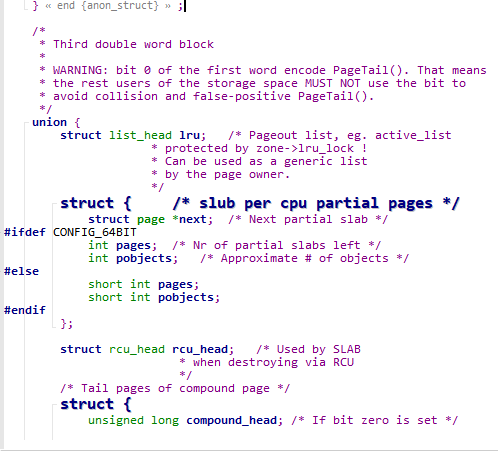 } « end {anon_struct} » ;
/*
* Third double word block
*
* WARNING: bit 0 of the first word encode PageTail(). That means
* the rest users of the storage space MUST NOT use the bit to
* avoid collision and false-positive PageTail().
*/
union {
struct list_head lru; /* Pageout list, eg. active_list
* protected by zone->lru_lock !
* Can be used as a generic list
* by the page owner.
*/
struct { /* slub per cpu partial pages */
struct page *next; /* Next partial slab */
#ifdef CONFIG_64BIT
int pages; /* Nr of partial slabs left */
int pobjects; /* Approximate # of objects */
#else
short int pages;
short int pobjects;
#endif
};
struct rcu_head rcu_head; /* Used by SLAB
* when destroying via RCU
*/
/* Tail pages of compound page */
struct {
unsigned long compound_head; /* If bit zero is set */